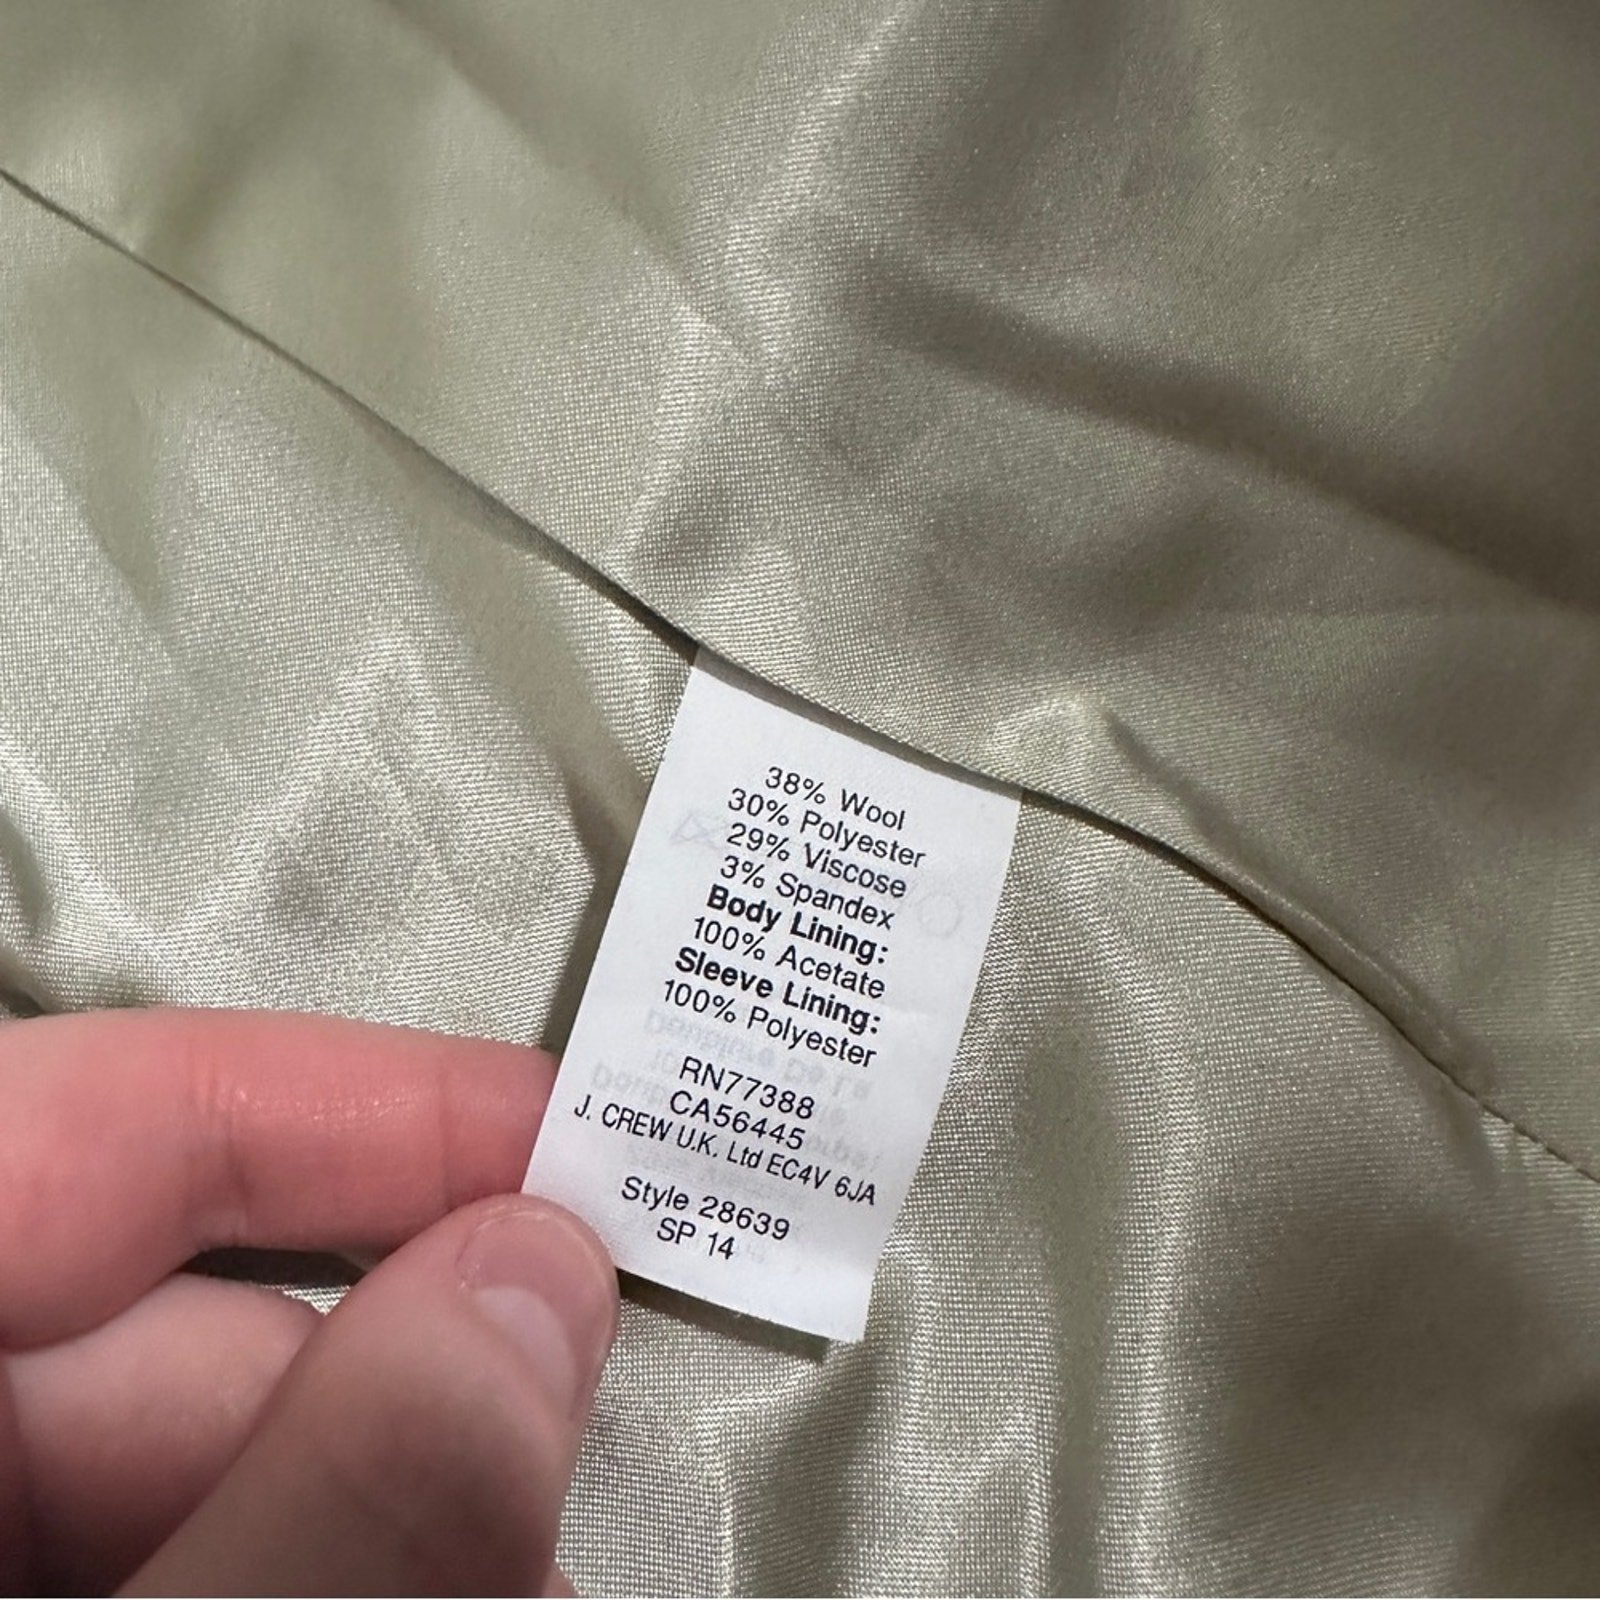 38% Wool
30% Polyester
29% Viscose
3% Spandex
Body Lining:
100% Acetate
Sleeve Lining:
100% Polyester
RN77388
CA56445
J. CREW U.K. Ltd EC4V 6JA
Style 28639
SP 14